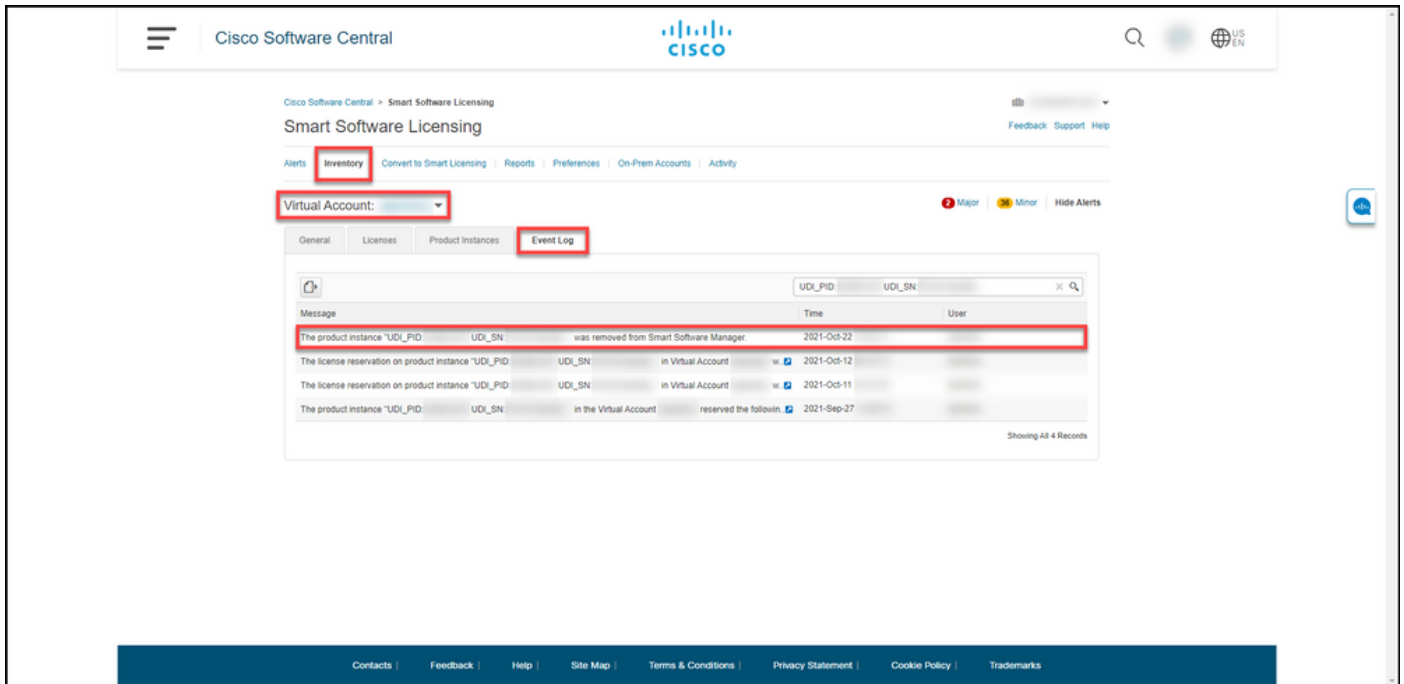 Cisco Software Central
CISCO
US
EN
Cisco Software Central > Smart Software Licensing
Smart Software Licensing
Feedback Support Help
Alerts Inventory Convert to Smart Licensing Reports Preferences On-Prem Accounts Activity
Virtual Account:
2 Major 36 Minor Hide Alerts
General Licenses Product Instances Event Log
UDI_PID: UDI_SN:
Message Time User
The product instance "UDI_PID: UDI_SN: was removed from Smart Software Manager. 2021-Oct-22
The license reservation on product instance "UDI_PID: UDI_SN: in Virtual Account w.. 2021-Oct-12
The license reservation on product instance "UDI_PID: UDI_SN: in Virtual Account w.. 2021-Oct-11
The product instance "UDI_PID: UDI_SN: in the Virtual Account reserved the followin.. 2021-Sep-27
Showing All 4 Records
Contacts | Feedback | Help | Site Map | Terms & Conditions | Privacy Statement | Cookie Policy | Trademarks